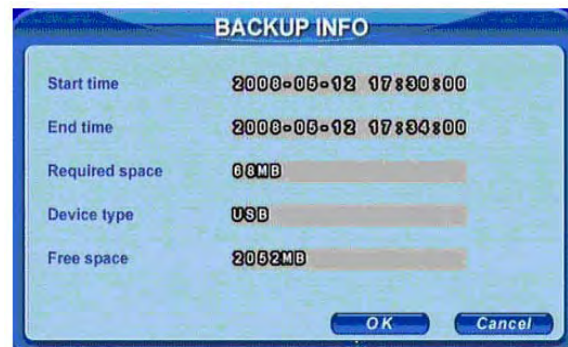 BACKUP INFO
Start time 2008-05-12 17:30:00
End time 2008-05-12 17:34:00
Required space 68MB
Device type USB
Free space 2052MB
OK Cancel